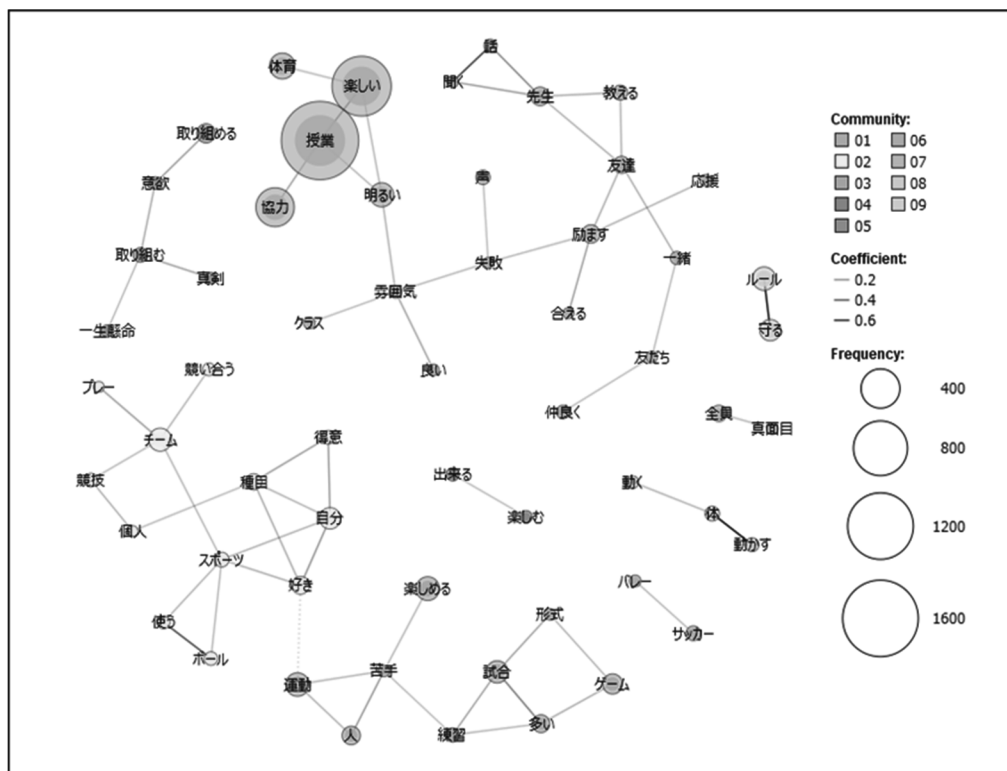 話
体育
聞く
楽しい
先生
教える
取り組める
授業
友達
意欲
声
応援
協力
明るい
励ます
取り組む
失敗
一緒
真剣
雰囲気
ルール
合える
クラス
守る
一生懸命
友だち
競い合う
良い
プレー
仲良く
全員
真面目
チーム
得意
競技
種目
出来る
動く
個人
自分
楽しむ
体
動かす
スポーツ
好き
楽しめる
バレー
使う
形式
サッカー
ボール
運動
苦手
試合
ゲーム
人
練習
多い
Community:
01 06
02 07
03 08
04 09
05
Coefficient:
0.2
0.4
0.6
Frequency:
400
800
1200
1600